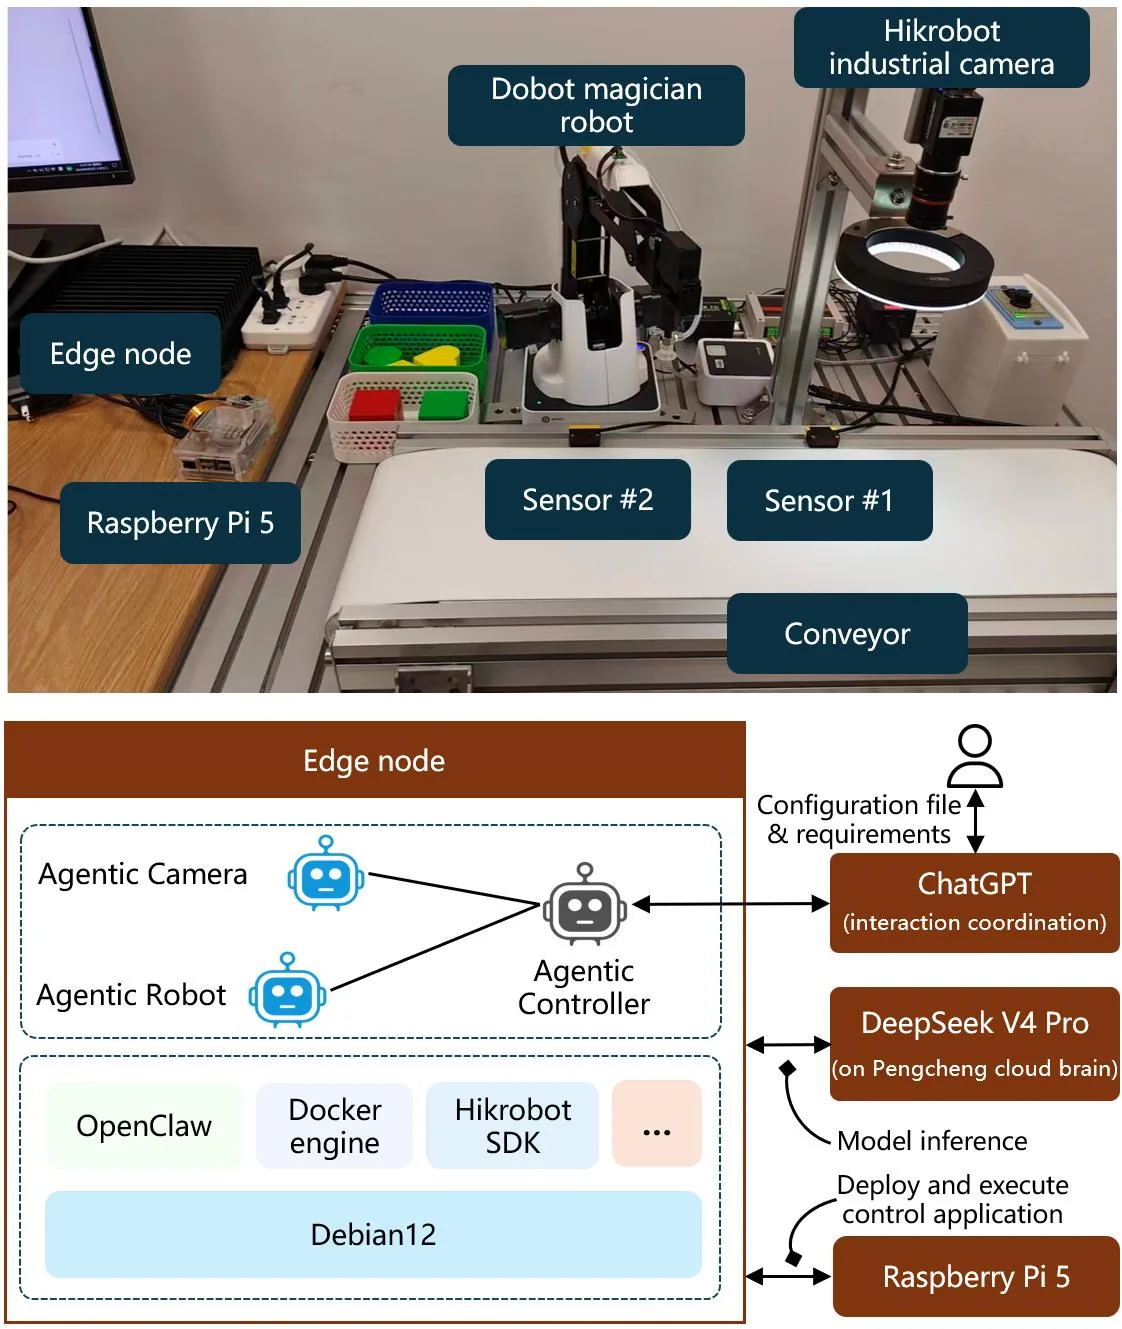 Hikrobot
industrial camera
Dobot magician
robot
Edge node
Sensor #2
Sensor #1
Raspberry Pi 5
Conveyor
Edge node
Configuration file
& requirements
Agentic Camera
ChatGPT
(interaction coordination)
Agentic Robot
Agentic
Controller
DeepSeek V4 Pro
(on Pengcheng cloud brain)
OpenClaw
Docker
engine
Hikrobot
SDK
...
Model inference
Deploy and execute
control application
Debian12
Raspberry Pi 5